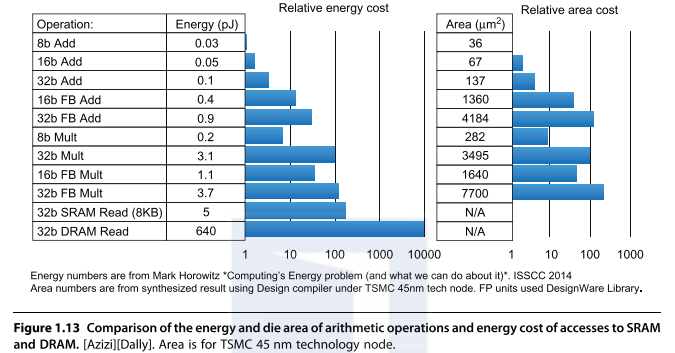 Relative energy cost
Relative area cost
Operation: Energy (pJ) Area (μm²)
8b Add 0.03 36
16b Add 0.05 67
32b Add 0.1 137
16b FB Add 0.4 1360
32b FB Add 0.9 4184
8b Mult 0.2 282
32b Mult 3.1 3495
16b FB Mult 1.1 1640
32b FB Mult 3.7 7700
32b SRAM Read (8KB) 5 N/A
32b DRAM Read 640 N/A
1 10 100 1000 10000 1 10 100 1000
Energy numbers are from Mark Horowitz *Computing's Energy problem (and what we can do about it)*. ISSCC 2014
Area numbers are from synthesized result using Design compiler under TSMC 45nm tech node. FP units used DesignWare Library.
Figure 1.13 Comparison of the energy and die area of arithmetic operations and energy cost of accesses to SRAM
and DRAM. [Azizi][Dally]. Area is for TSMC 45 nm technology node.